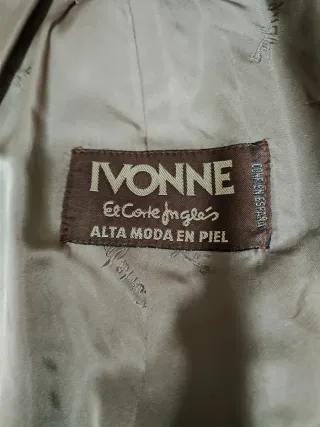 IVONNE
El Corte Inglés
ALTA MODA EN PIEL
CONF. EN ESPAÑA